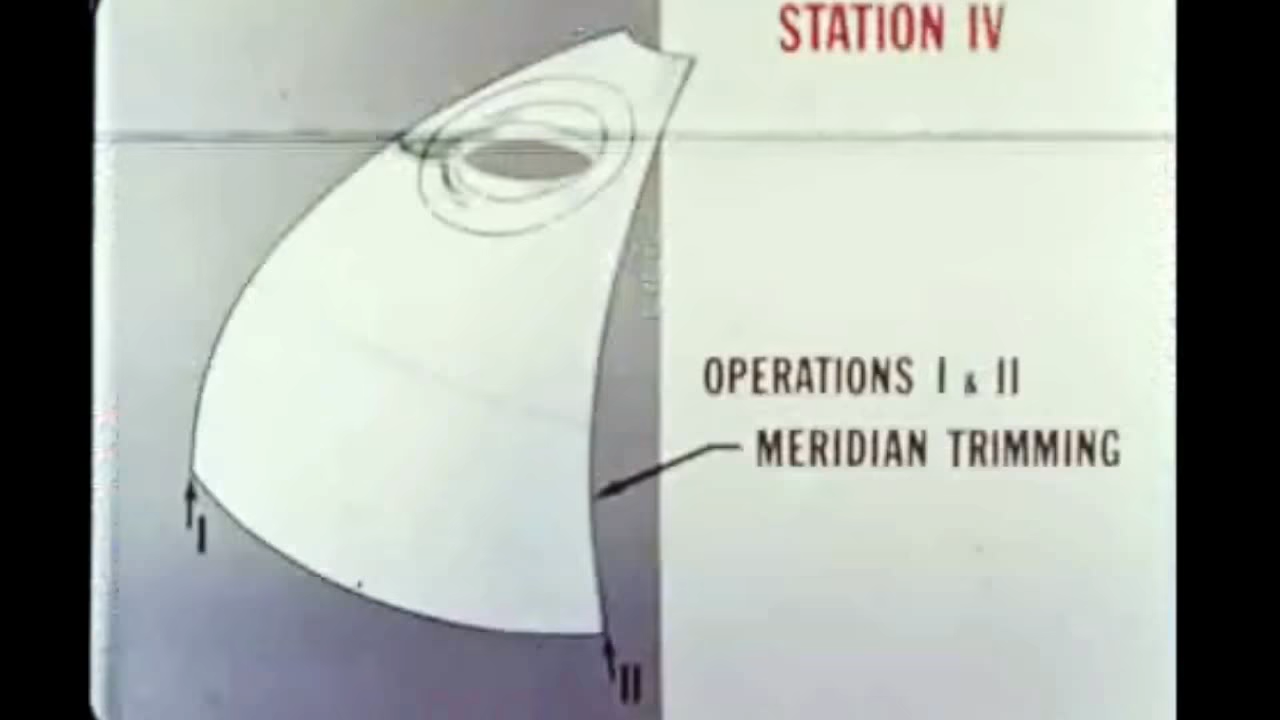 STATION IV
OPERATIONS I & II
MERIDIAN TRIMMING
I
II